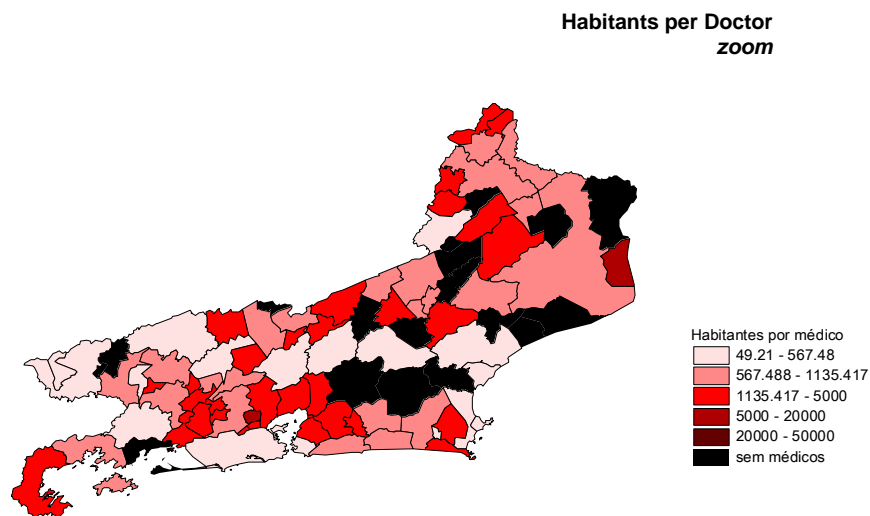 Habitants per Doctor
zoom
Habitantes por médico
49.21 - 567.48
567.488 - 1135.417
1135.417 - 5000
5000 - 20000
20000 - 50000
sem médicos